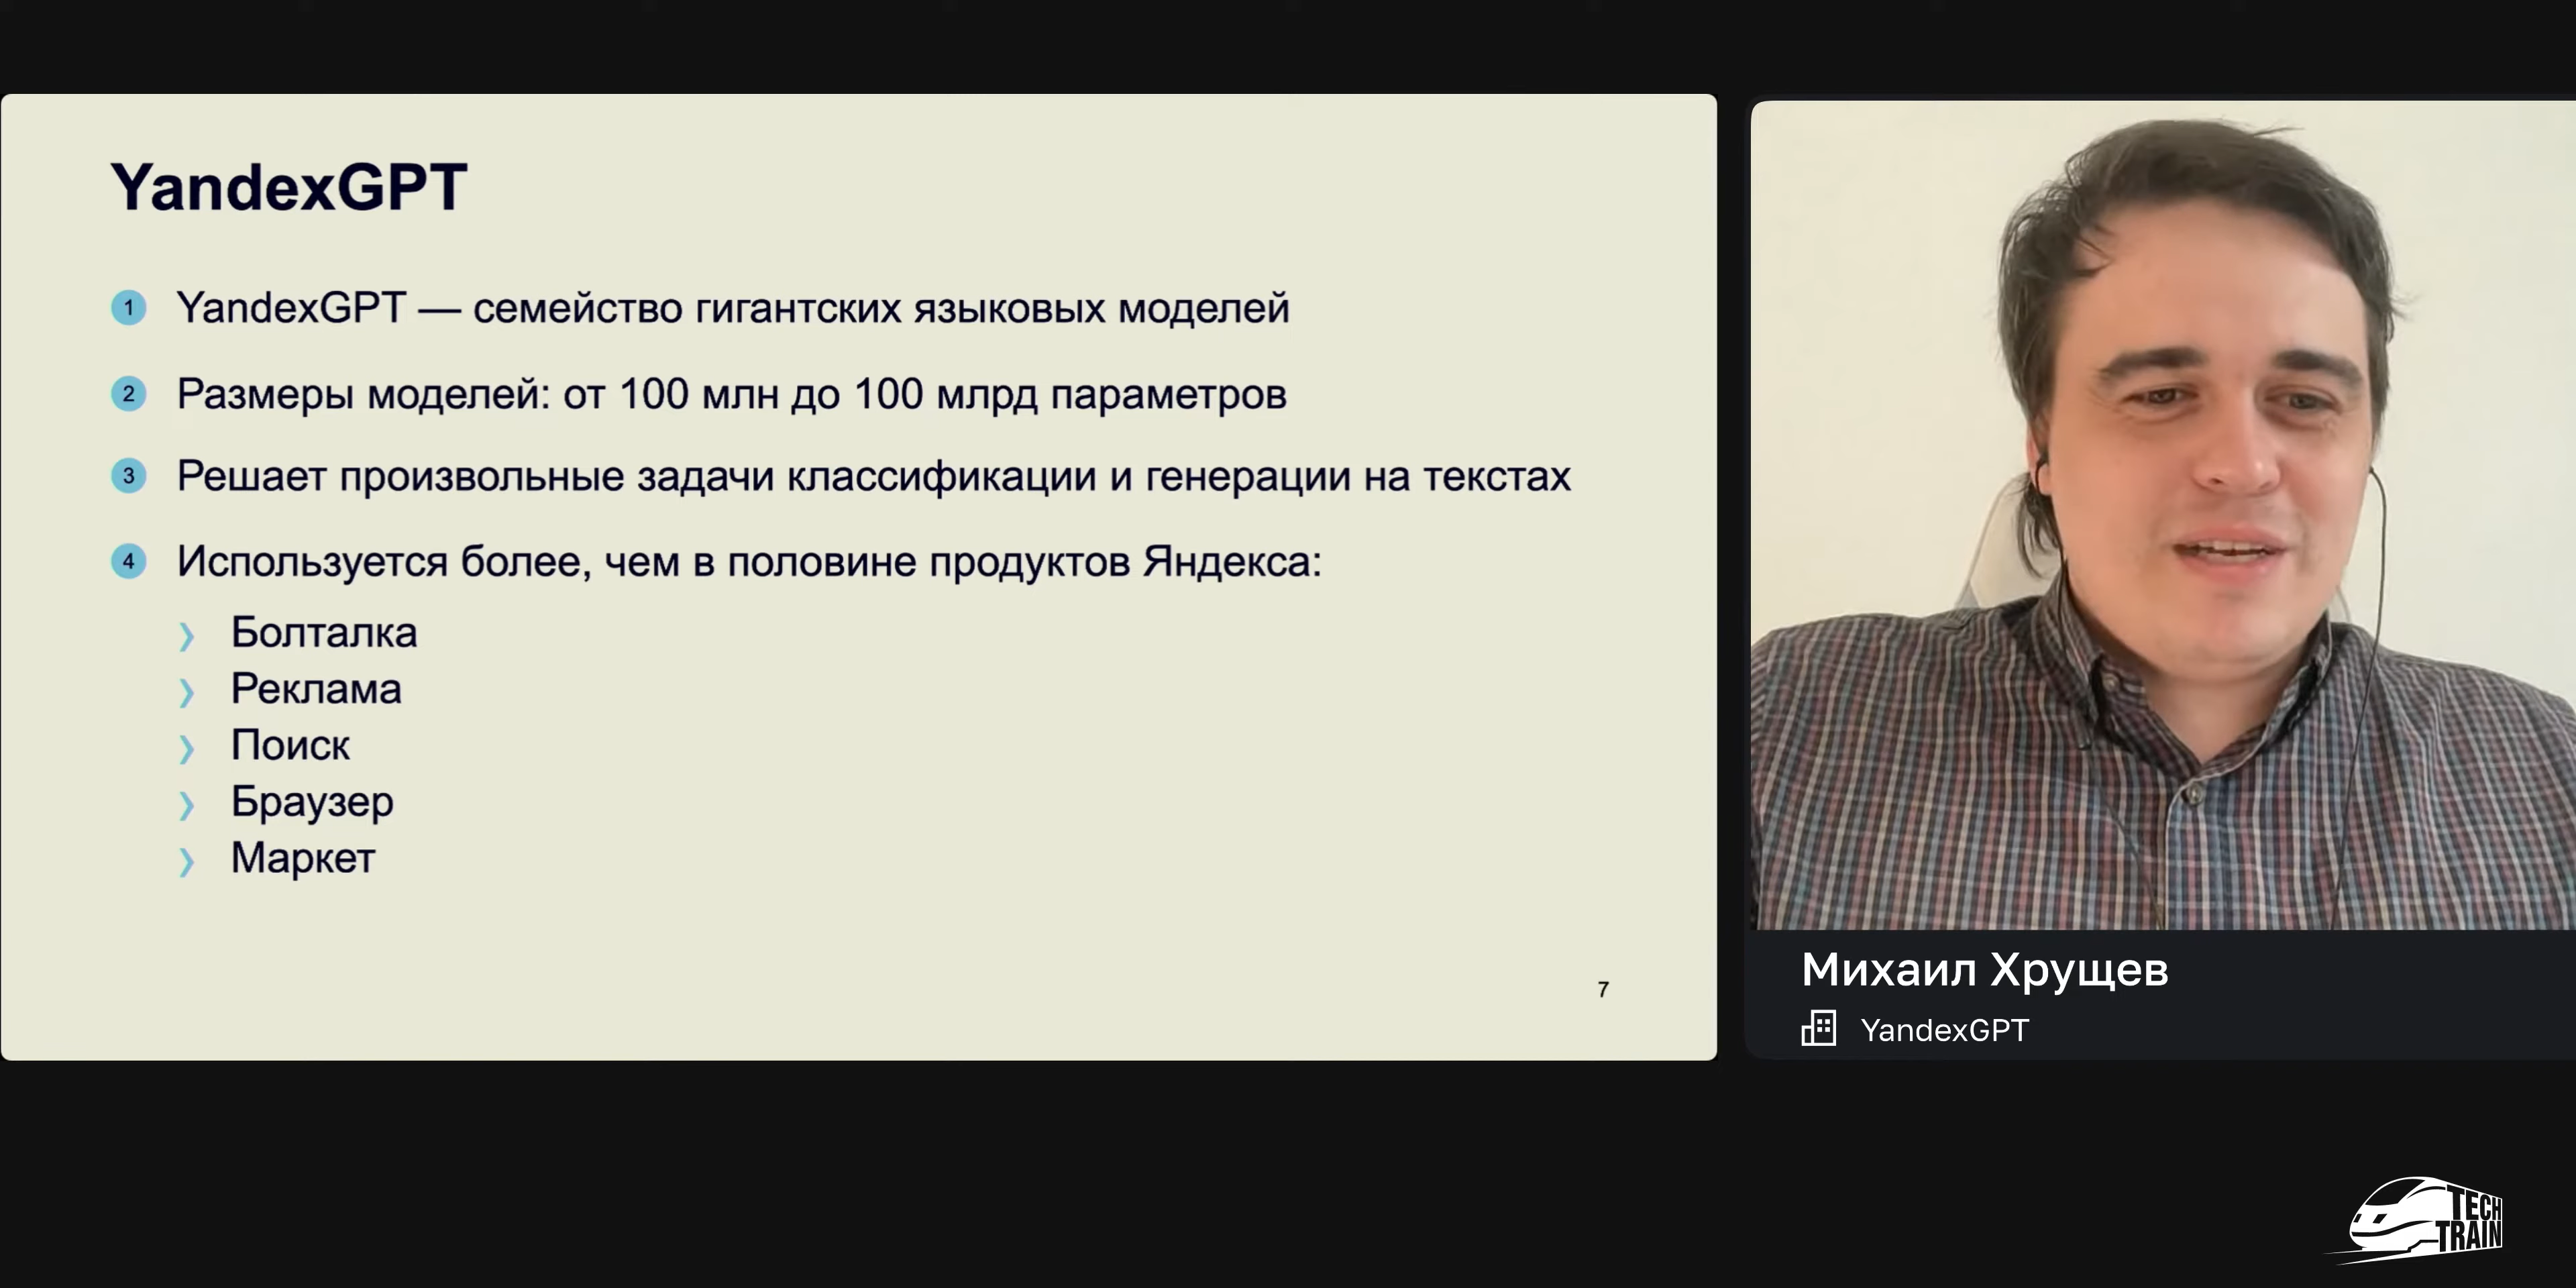 YandexGPT
1 YandexGPT — семейство гигантских языковых моделей
2 Размеры моделей: от 100 млн до 100 млрд параметров
3 Решает произвольные задачи классификации и генерации на текстах
4 Используется более, чем в половине продуктов Яндекса:
› Болталка
› Реклама
› Поиск
› Браузер
› Маркет
7
Михаил Хрущев
YandexGPT
TECH
TRAIN